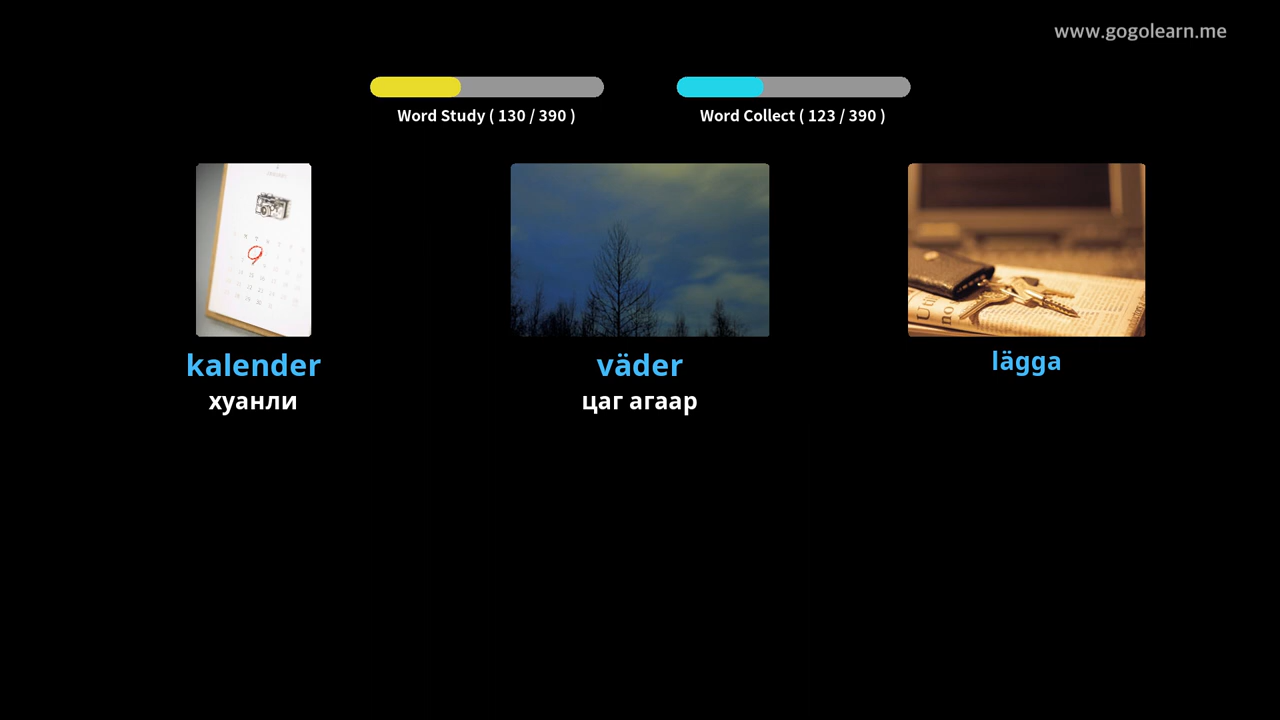 www.gogolearn.me
Word Study ( 130 / 390 )
Word Collect ( 123 / 390 )
kalender
хуанли
väder
цаг агаар
lägga